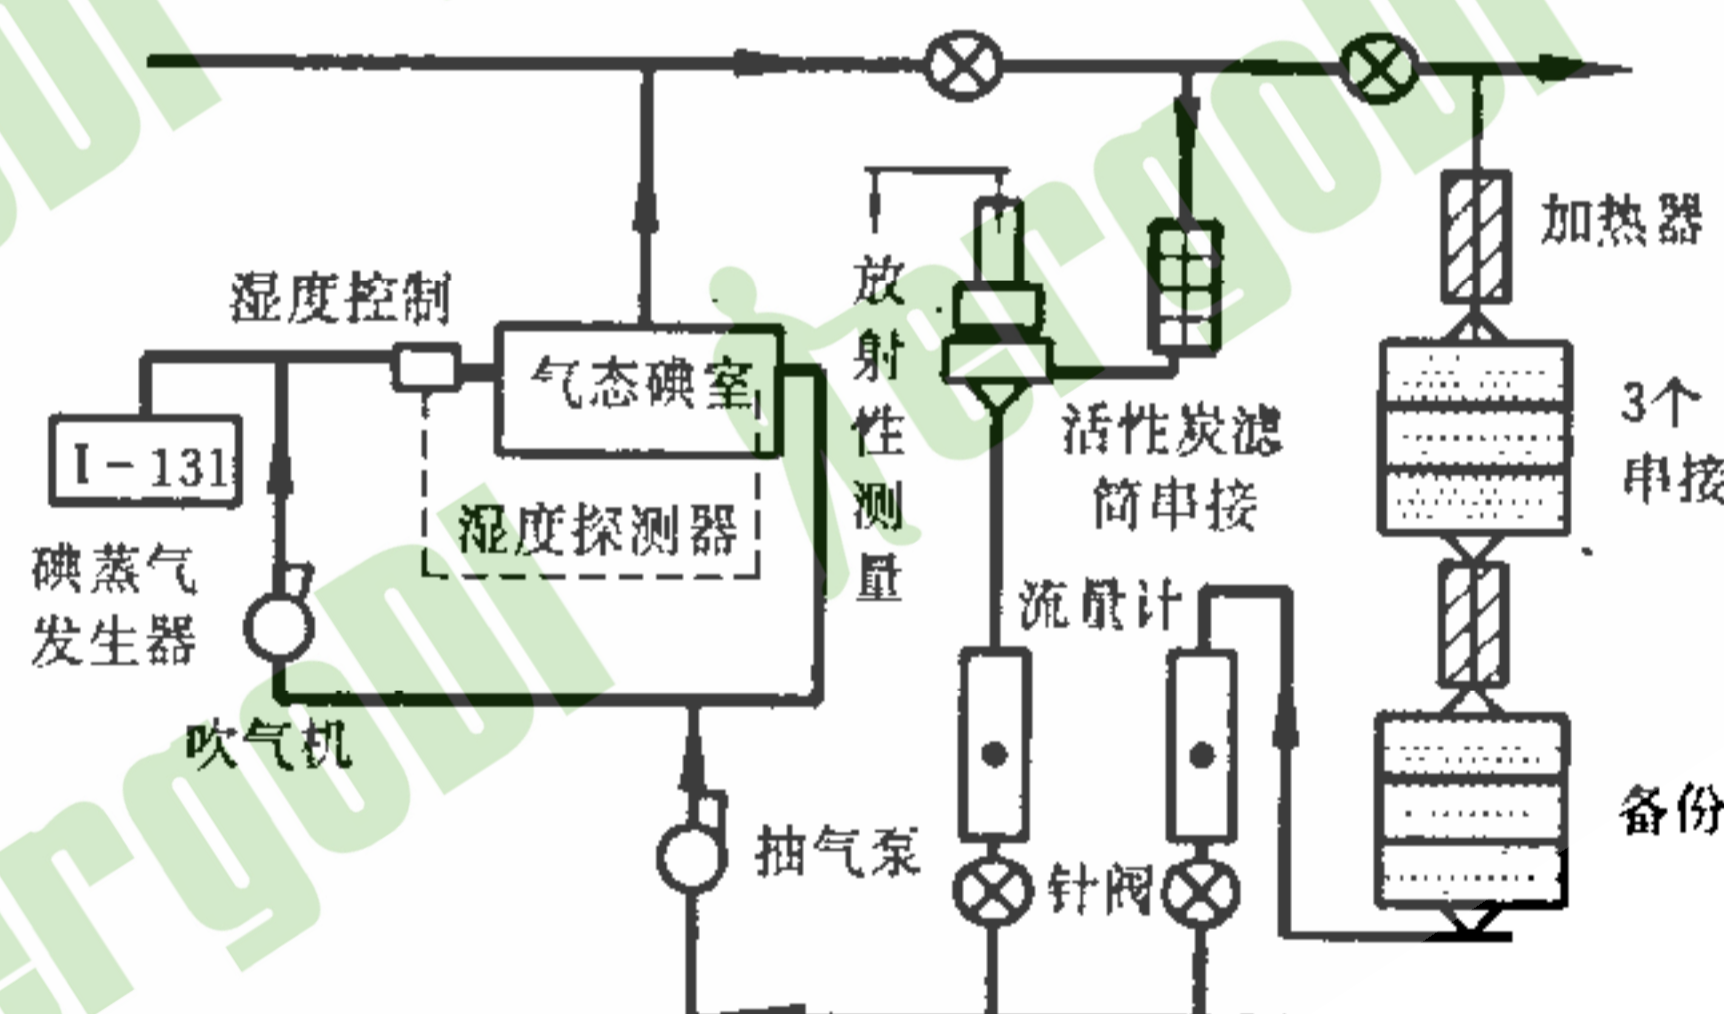 加热器
湿度控制
放射性测量
气态碘室
3个
串接
活性炭滤
筒串接
I-131
湿度探测器
碘蒸气
发生器
流量计
吹气机
抽气泵
针阀
备份